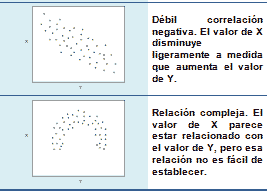 Débil correlación
negativa. El valor de X
disminuye
ligeramente a medida
que aumenta el valor
de Y.
X
Y
Relación compleja. El
valor de X parece
estar relacionado con
el valor de Y, pero esa
relación no es fácil de
establecer.
X
Y